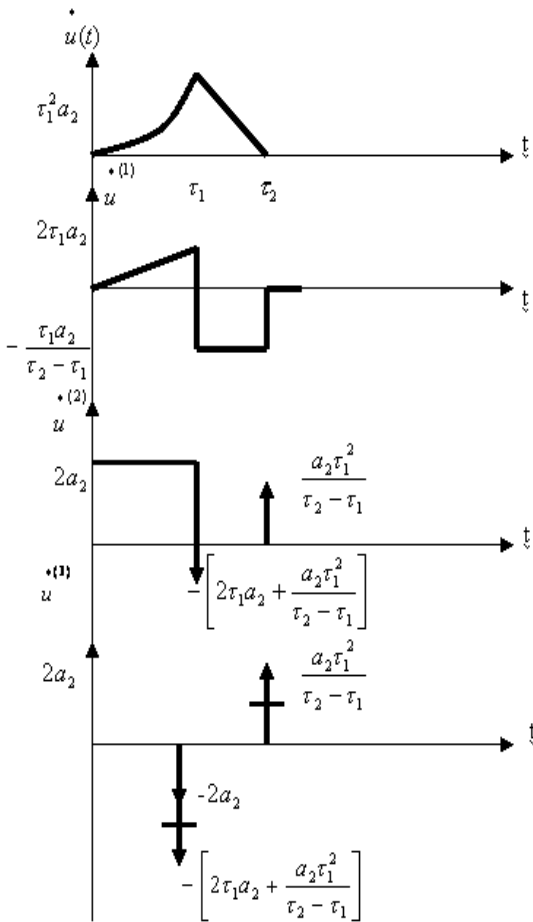 u̇(t)
τ₁²a₂
t
u̇⁽¹⁾
τ₁ τ₂
2τ₁a₂
t
-τ₁a₂/(τ₂ - τ₁)
u̇⁽²⁾
2a₂
a₂τ₁²/(τ₂ - τ₁)
t
u̇⁽³⁾
-[2τ₁a₂ + a₂τ₁²/(τ₂ - τ₁)]
2a₂
a₂τ₁²/(τ₂ - τ₁)
t
-2a₂
-[2τ₁a₂ + a₂τ₁²/(τ₂ - τ₁)]